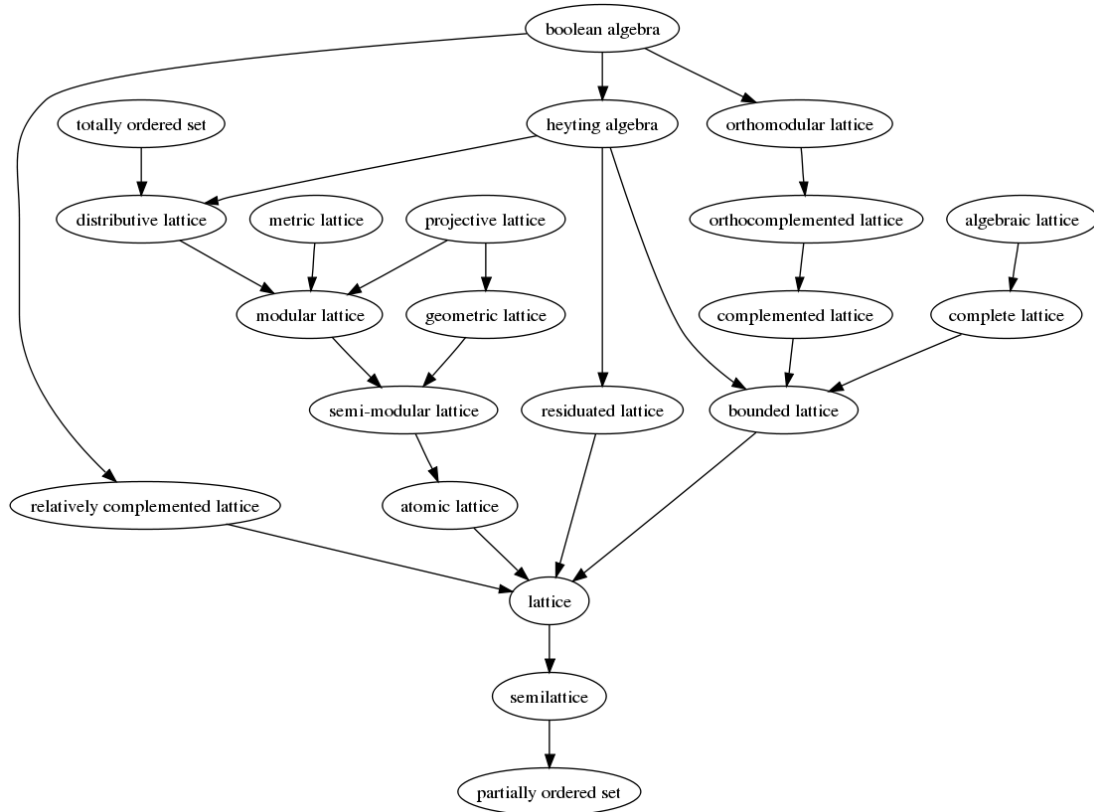 boolean algebra
totally ordered set
heyting algebra
orthomodular lattice
distributive lattice
metric lattice
projective lattice
orthocomplemented lattice
algebraic lattice
modular lattice
geometric lattice
complemented lattice
complete lattice
semi-modular lattice
residuated lattice
bounded lattice
relatively complemented lattice
atomic lattice
lattice
semilattice
partially ordered set